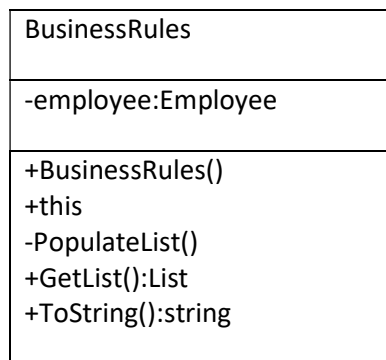 BusinessRules
-employee:Employee
+BusinessRules()
+this
-PopulateList()
+GetList():List
+ToString():string